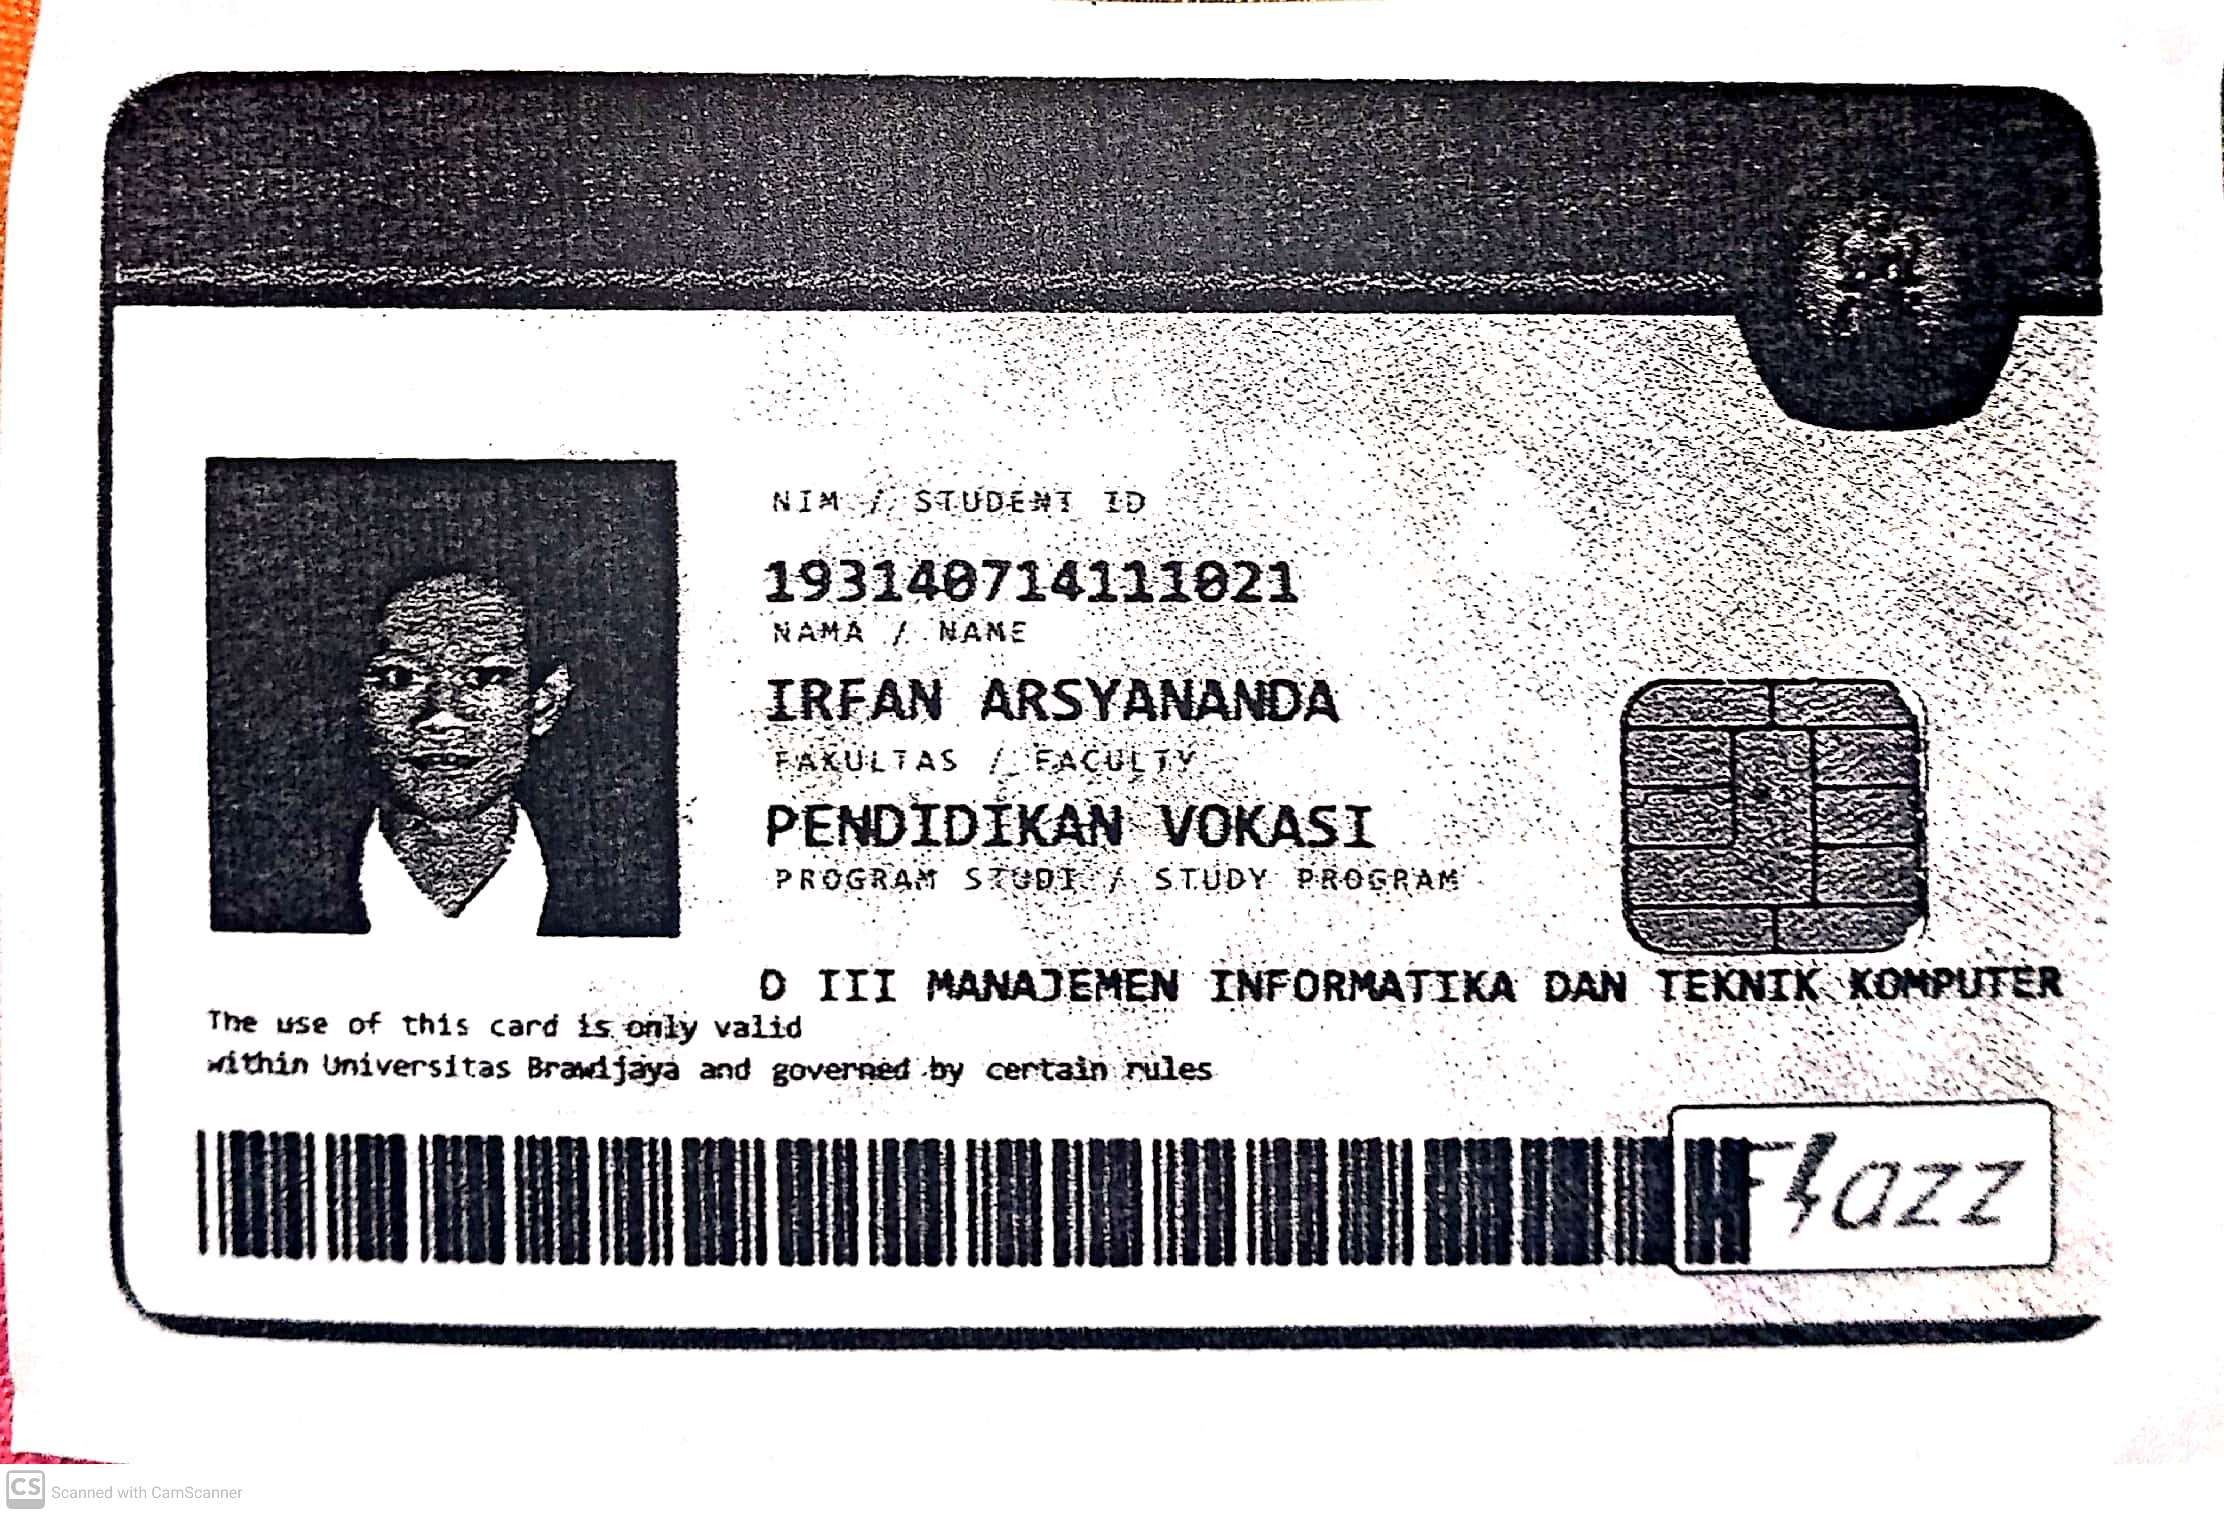 NIM / STUDENT ID
193140714111021
NAMA / NAME
IRFAN ARSYANANDA
FAKULTAS / FACULTY
PENDIDIKAN VOKASI
PROGRAM STUDI / STUDY PROGRAM
D III MANAJEMEN INFORMATIKA DAN TEKNIK KOMPUTER
The use of this card is only valid
within Universitas Brawijaya and governed by certain rules
Flazz
CS Scanned with CamScanner